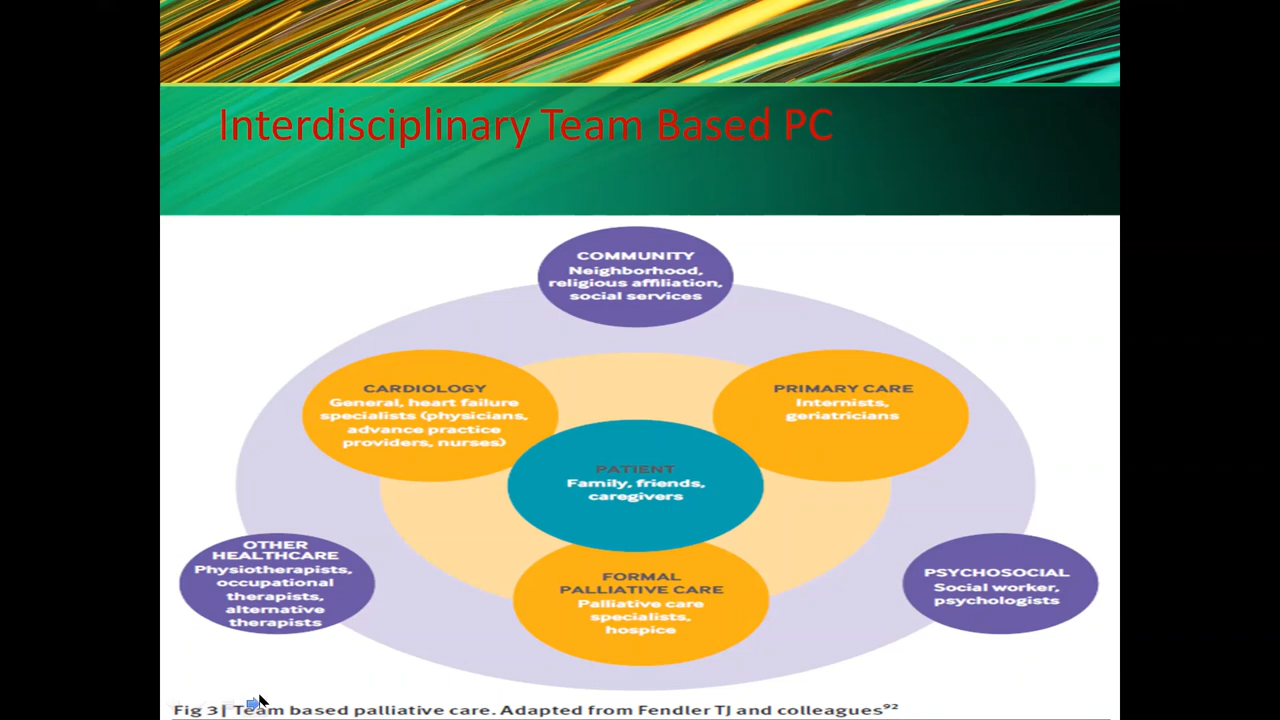 Interdisciplinary Team Based PC
COMMUNITY
Neighborhood,
religious affiliation,
social services
CARDIOLOGY
General, heart failure
specialists (physicians,
advance practice
providers, nurses)
PRIMARY CARE
Internists,
geriatricians
PATIENT
Family, friends,
caregivers
OTHER
HEALTHCARE
Physiotherapists,
occupational
therapists,
alternative
therapists
FORMAL
PALLIATIVE CARE
Palliative care
specialists,
hospice
PSYCHOSOCIAL
Social worker,
psychologists
Fig 3| Team based palliative care. Adapted from Fendler TJ and colleagues⁹²